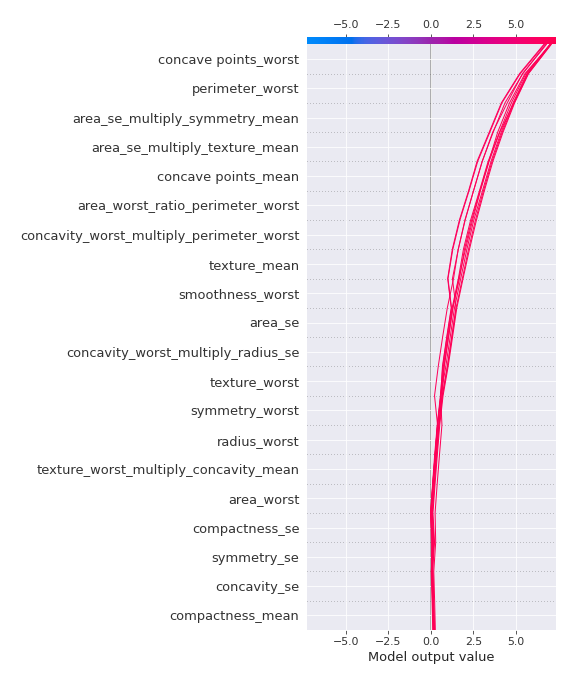 −5.0 −2.5 0.0 2.5 5.0
concave points_worst
perimeter_worst
area_se_multiply_symmetry_mean
area_se_multiply_texture_mean
concave points_mean
area_worst_ratio_perimeter_worst
concavity_worst_multiply_perimeter_worst
texture_mean
smoothness_worst
area_se
concavity_worst_multiply_radius_se
texture_worst
symmetry_worst
radius_worst
texture_worst_multiply_concavity_mean
area_worst
compactness_se
symmetry_se
concavity_se
compactness_mean
−5.0 −2.5 0.0 2.5 5.0
Model output value